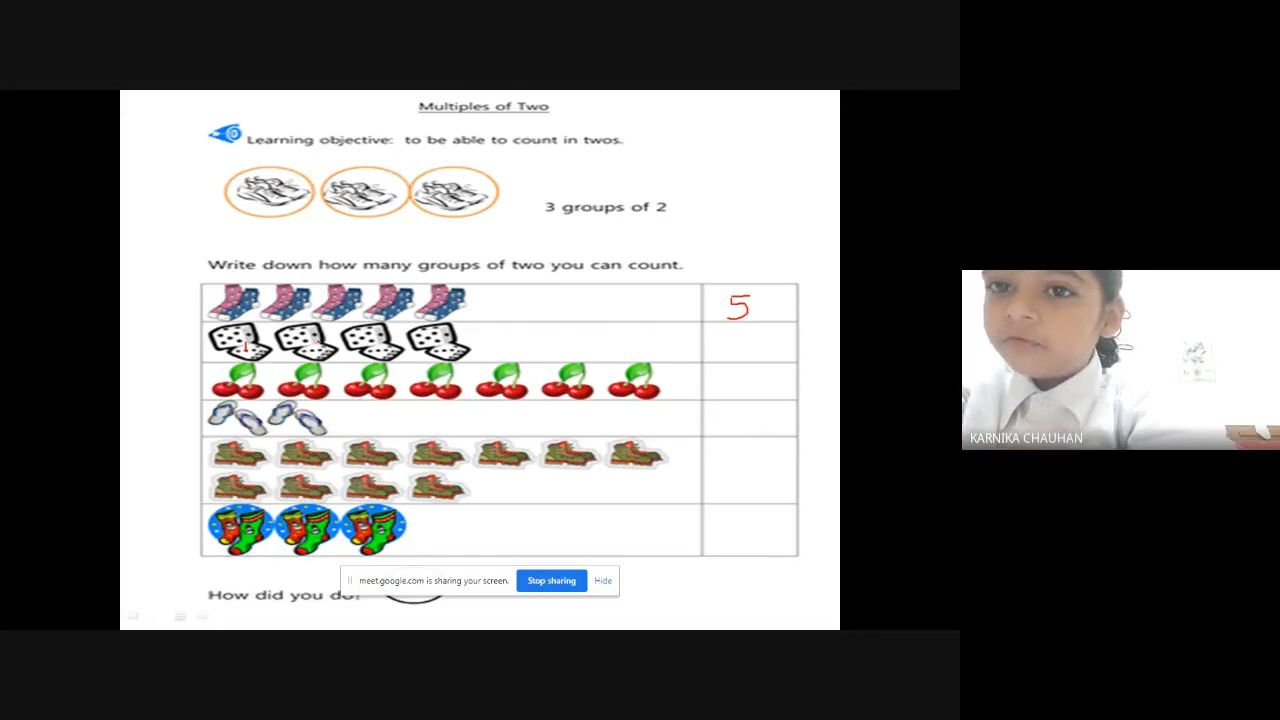 Multiples of Two
Learning objective: to be able to count in twos.
3 groups of 2
Write down how many groups of two you can count.
5
meet.google.com is sharing your screen. Stop sharing Hide
How did you do?
KARNIKA CHAUHAN